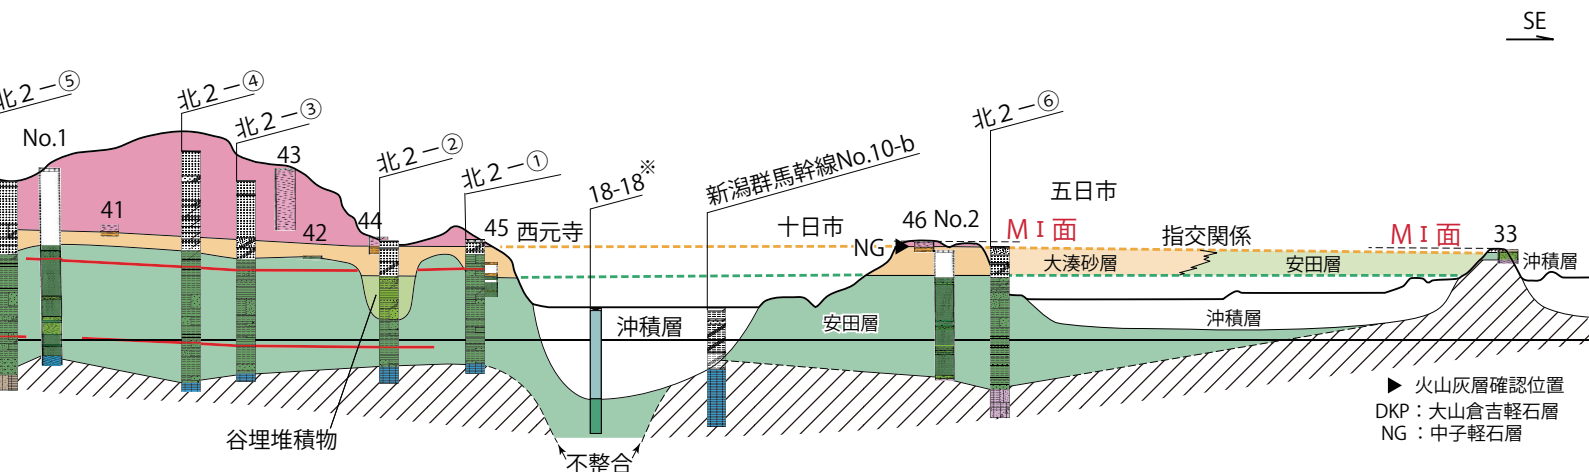 SE
北２－⑤
北２－④
北２－③
北２－②
北２－①
北２－⑥
No.1
41
42
43
44
45
西元寺
18-18※
新潟群馬幹線No.10-b
十日市
46
No.2
NG
五日市
MⅠ面
指交関係
MⅠ面
33
大湊砂層
安田層
沖積層
沖積層
安田層
沖積層
谷埋堆積物
不整合
▶ 火山灰層確認位置
DKP：大山倉吉軽石層
NG：中子軽石層